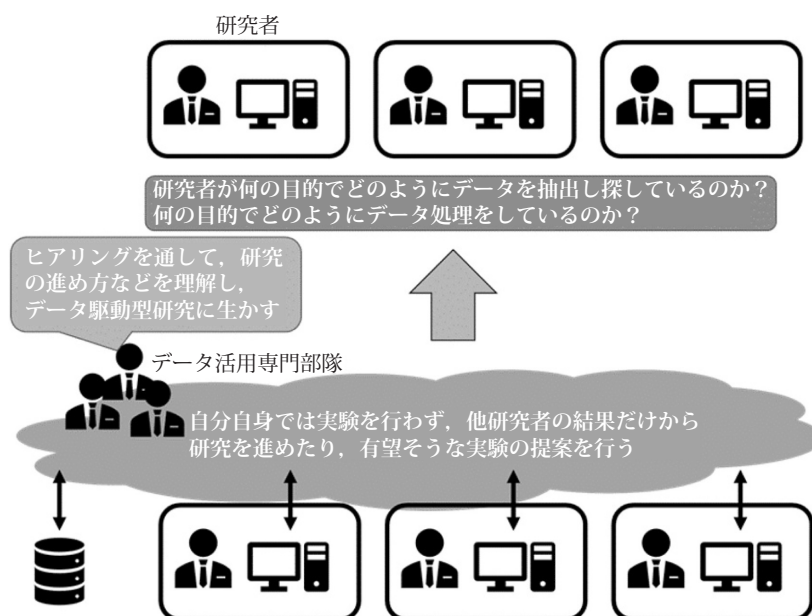 研究者
研究者が何の目的でどのようにデータを抽出し探しているのか？
何の目的でどのようにデータ処理をしているのか？
ヒアリングを通して，研究
の進め方などを理解し，
データ駆動型研究に生かす
データ活用専門部隊
自分自身では実験を行わず，他研究者の結果だけから
研究を進めたり，有望そうな実験の提案を行う